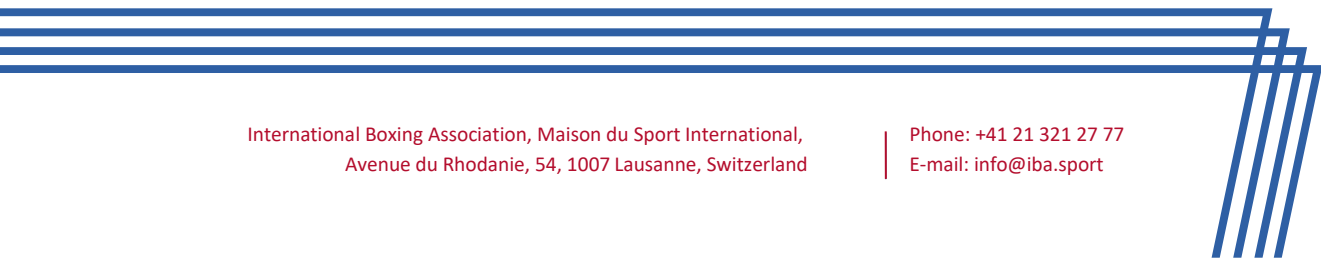 International Boxing Association, Maison du Sport International,
Avenue du Rhodanie, 54, 1007 Lausanne, Switzerland
Phone: +41 21 321 27 77
E-mail: info@iba.sport